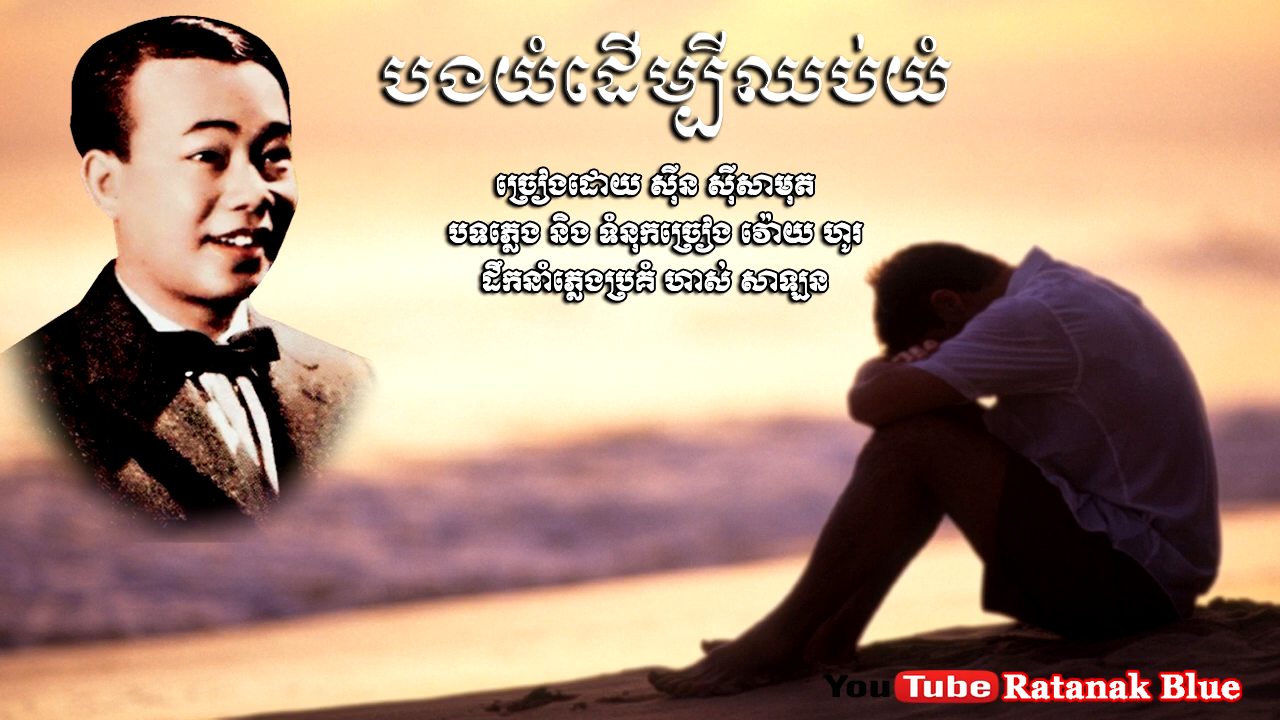 បងយំដើម្បីឈប់យំ
ច្រៀងដោយ ស៊ីន ស៊ីសាមុត
បទភ្លេង និង ទំនុកច្រៀង វ៉ោយ ហូរ
ដឹកនាំភ្លេងប្រគំ ហាស់ សាឡន
YouTube Ratanak Blue